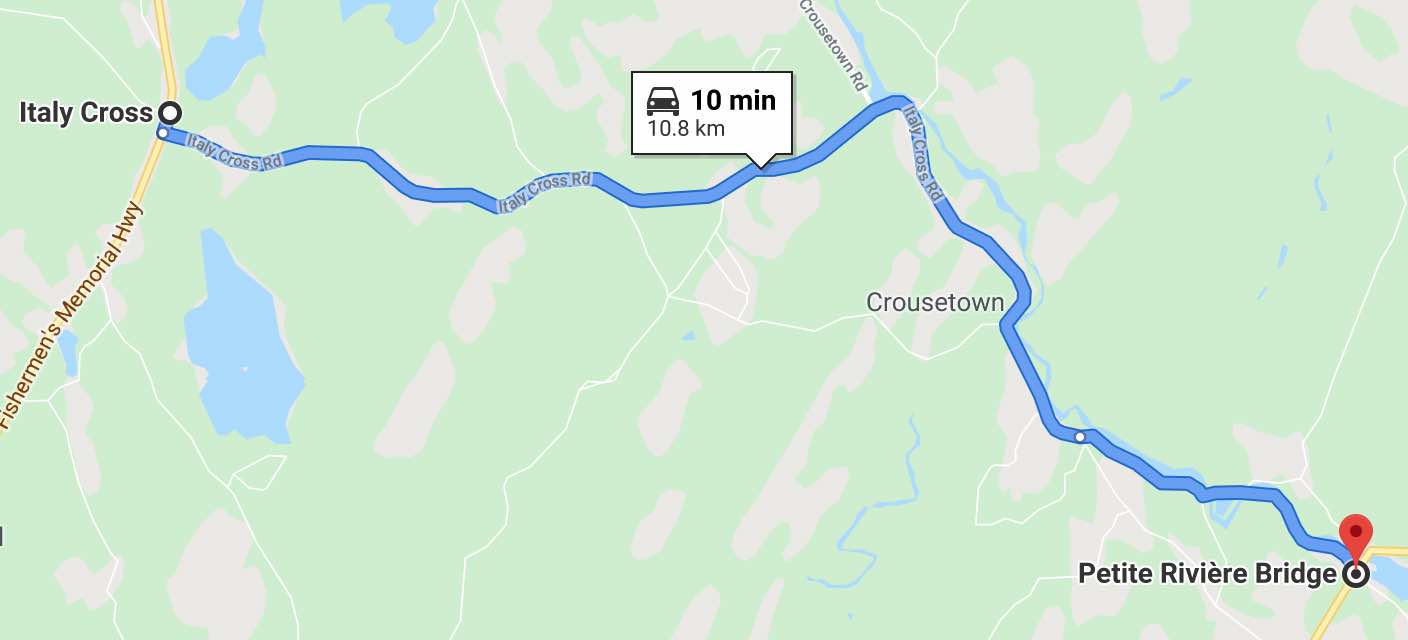 Crousetown Rd
10 min
10.8 km
Italy Cross
Italy Cross Rd
Italy Cross Rd
Italy Cross Rd
Fishermen's Memorial Hwy
Crousetown
Petite Rivière Bridge